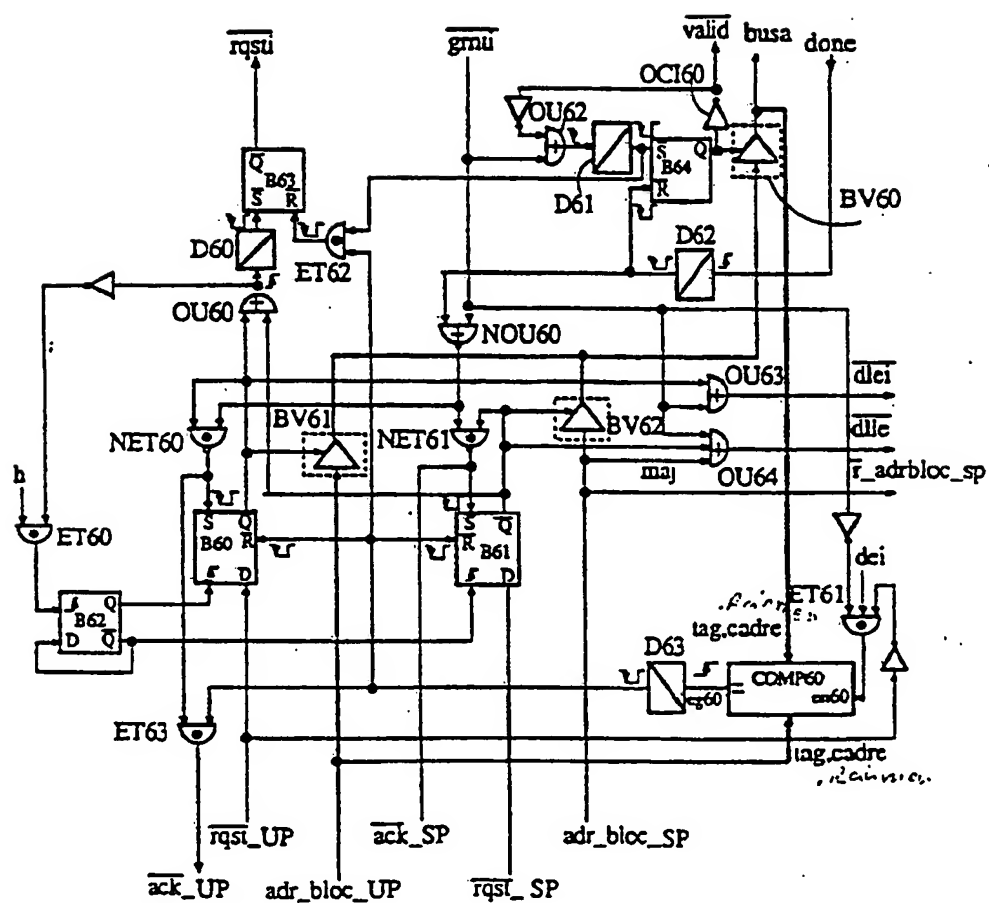 rqsti
grnti
valid
busa
done
OCI60
OU62
Q
B63
S
R
S
Q
B64
R
D61
BV60
D60
ET62
D62
OU60
NOU60
OU63
dlei
BV61
NET60
NET61
BV62
dlle
maj
OU64
r_adrbloc_sp
h
ET60
S
Q
B60
R
D
S
Q
R
B61
D
dei
ET61
tag,cadre
Q
B62
D
Q
D63
COMP60
eg60
=
en60
ET63
tag,cadre
rqst_UP
ack_SP
adr_bloc_SP
ack_UP
adr_bloc_UP
rqst_SP